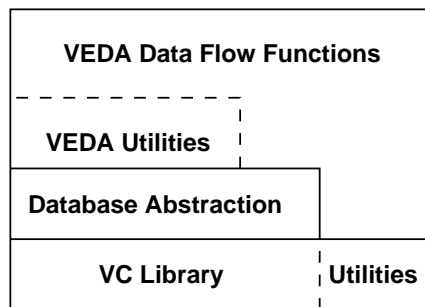 VEDA Data Flow Functions
VEDA Utilities
Database Abstraction
VC Library
Utilities